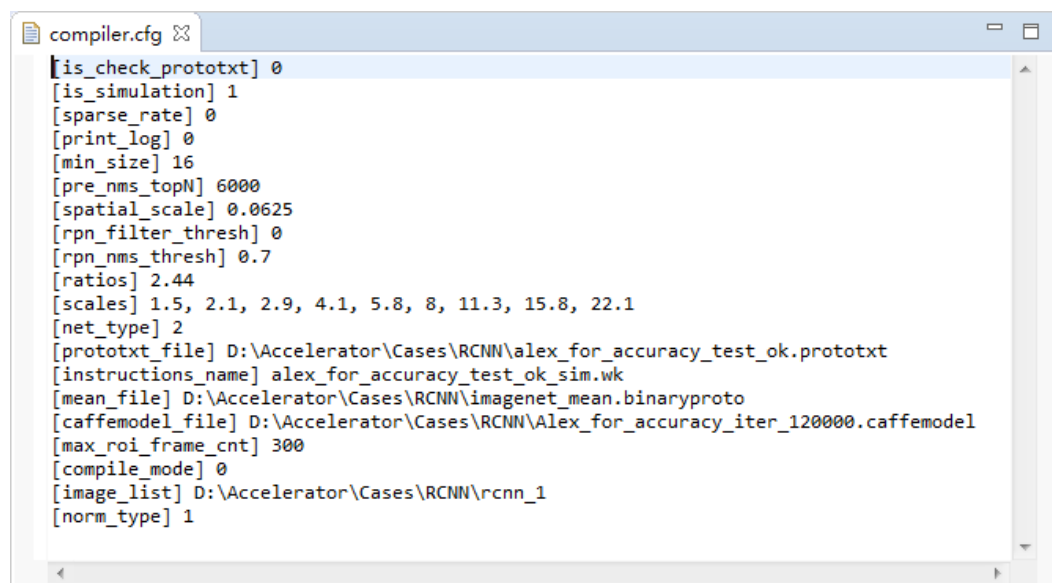 compiler.cfg
[is_check_prototxt] 0
[is_simulation] 1
[sparse_rate] 0
[print_log] 0
[min_size] 16
[pre_nms_topN] 6000
[spatial_scale] 0.0625
[rpn_filter_thresh] 0
[rpn_nms_thresh] 0.7
[ratios] 2.44
[scales] 1.5, 2.1, 2.9, 4.1, 5.8, 8, 11.3, 15.8, 22.1
[net_type] 2
[prototxt_file] D:\Accelerator\Cases\RCNN\alex_for_accuracy_test_ok.prototxt
[instructions_name] alex_for_accuracy_test_ok_sim.wk
[mean_file] D:\Accelerator\Cases\RCNN\imagenet_mean.binaryproto
[caffemodel_file] D:\Accelerator\Cases\RCNN\Alex_for_accuracy_iter_120000.caffemodel
[max_roi_frame_cnt] 300
[compile_mode] 0
[image_list] D:\Accelerator\Cases\RCNN\rcnn_1
[norm_type] 1